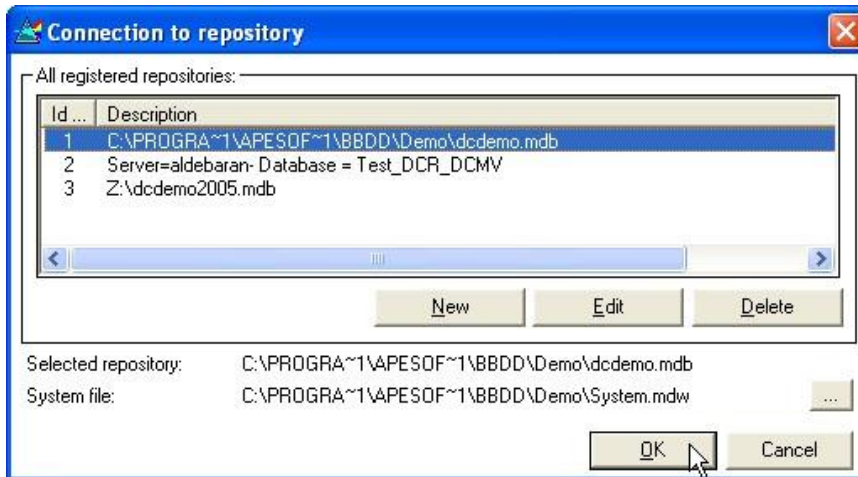 Connection to repository
All registered repositories:
Id ... Description
1 C:\PROGRA~1\APESOF~1\BBDD\Demo\dcdemo.mdb
2 Server=aldebaran- Database = Test_DCR_DCMV
3 Z:\dcdemo2005.mdb
New Edit Delete
Selected repository: C:\PROGRA~1\APESOF~1\BBDD\Demo\dcdemo.mdb
System file: C:\PROGRA~1\APESOF~1\BBDD\Demo\System.mdw ...
OK Cancel